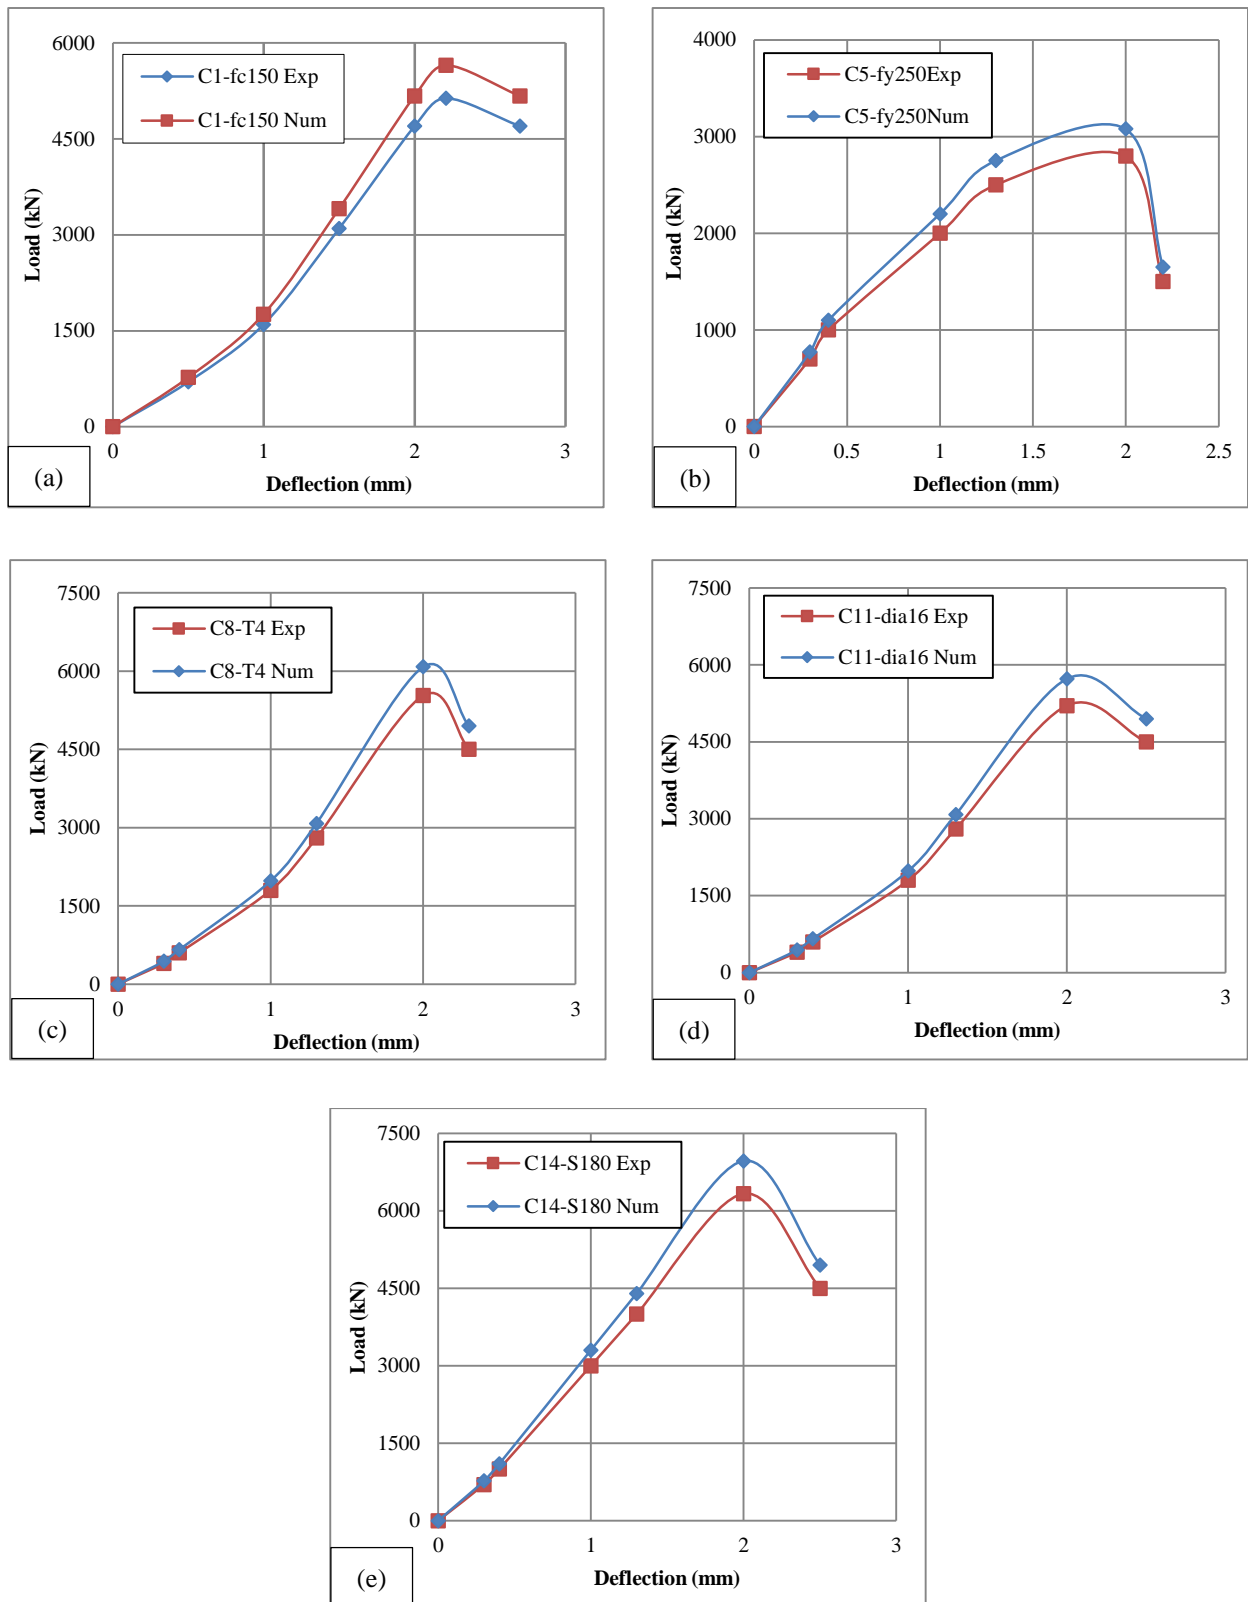 6000
4500
3000
1500
0
Load (kN)
C1-fc150 Exp
C1-fc150 Num
0 1 2 3
Deflection (mm)
(a)
4000
3000
2000
1000
0
Load (kN)
C5-fy250Exp
C5-fy250Num
0 0.5 1 1.5 2 2.5
Deflection (mm)
(b)
7500
6000
4500
3000
1500
0
Load (kN)
C8-T4 Exp
C8-T4 Num
0 1 2 3
Deflection (mm)
(c)
7500
6000
4500
3000
1500
0
Load (kN)
C11-dia16 Exp
C11-dia16 Num
0 1 2 3
Deflection (mm)
(d)
7500
6000
4500
3000
1500
0
Load (kN)
C14-S180 Exp
C14-S180 Num
0 1 2 3
Deflection (mm)
(e)